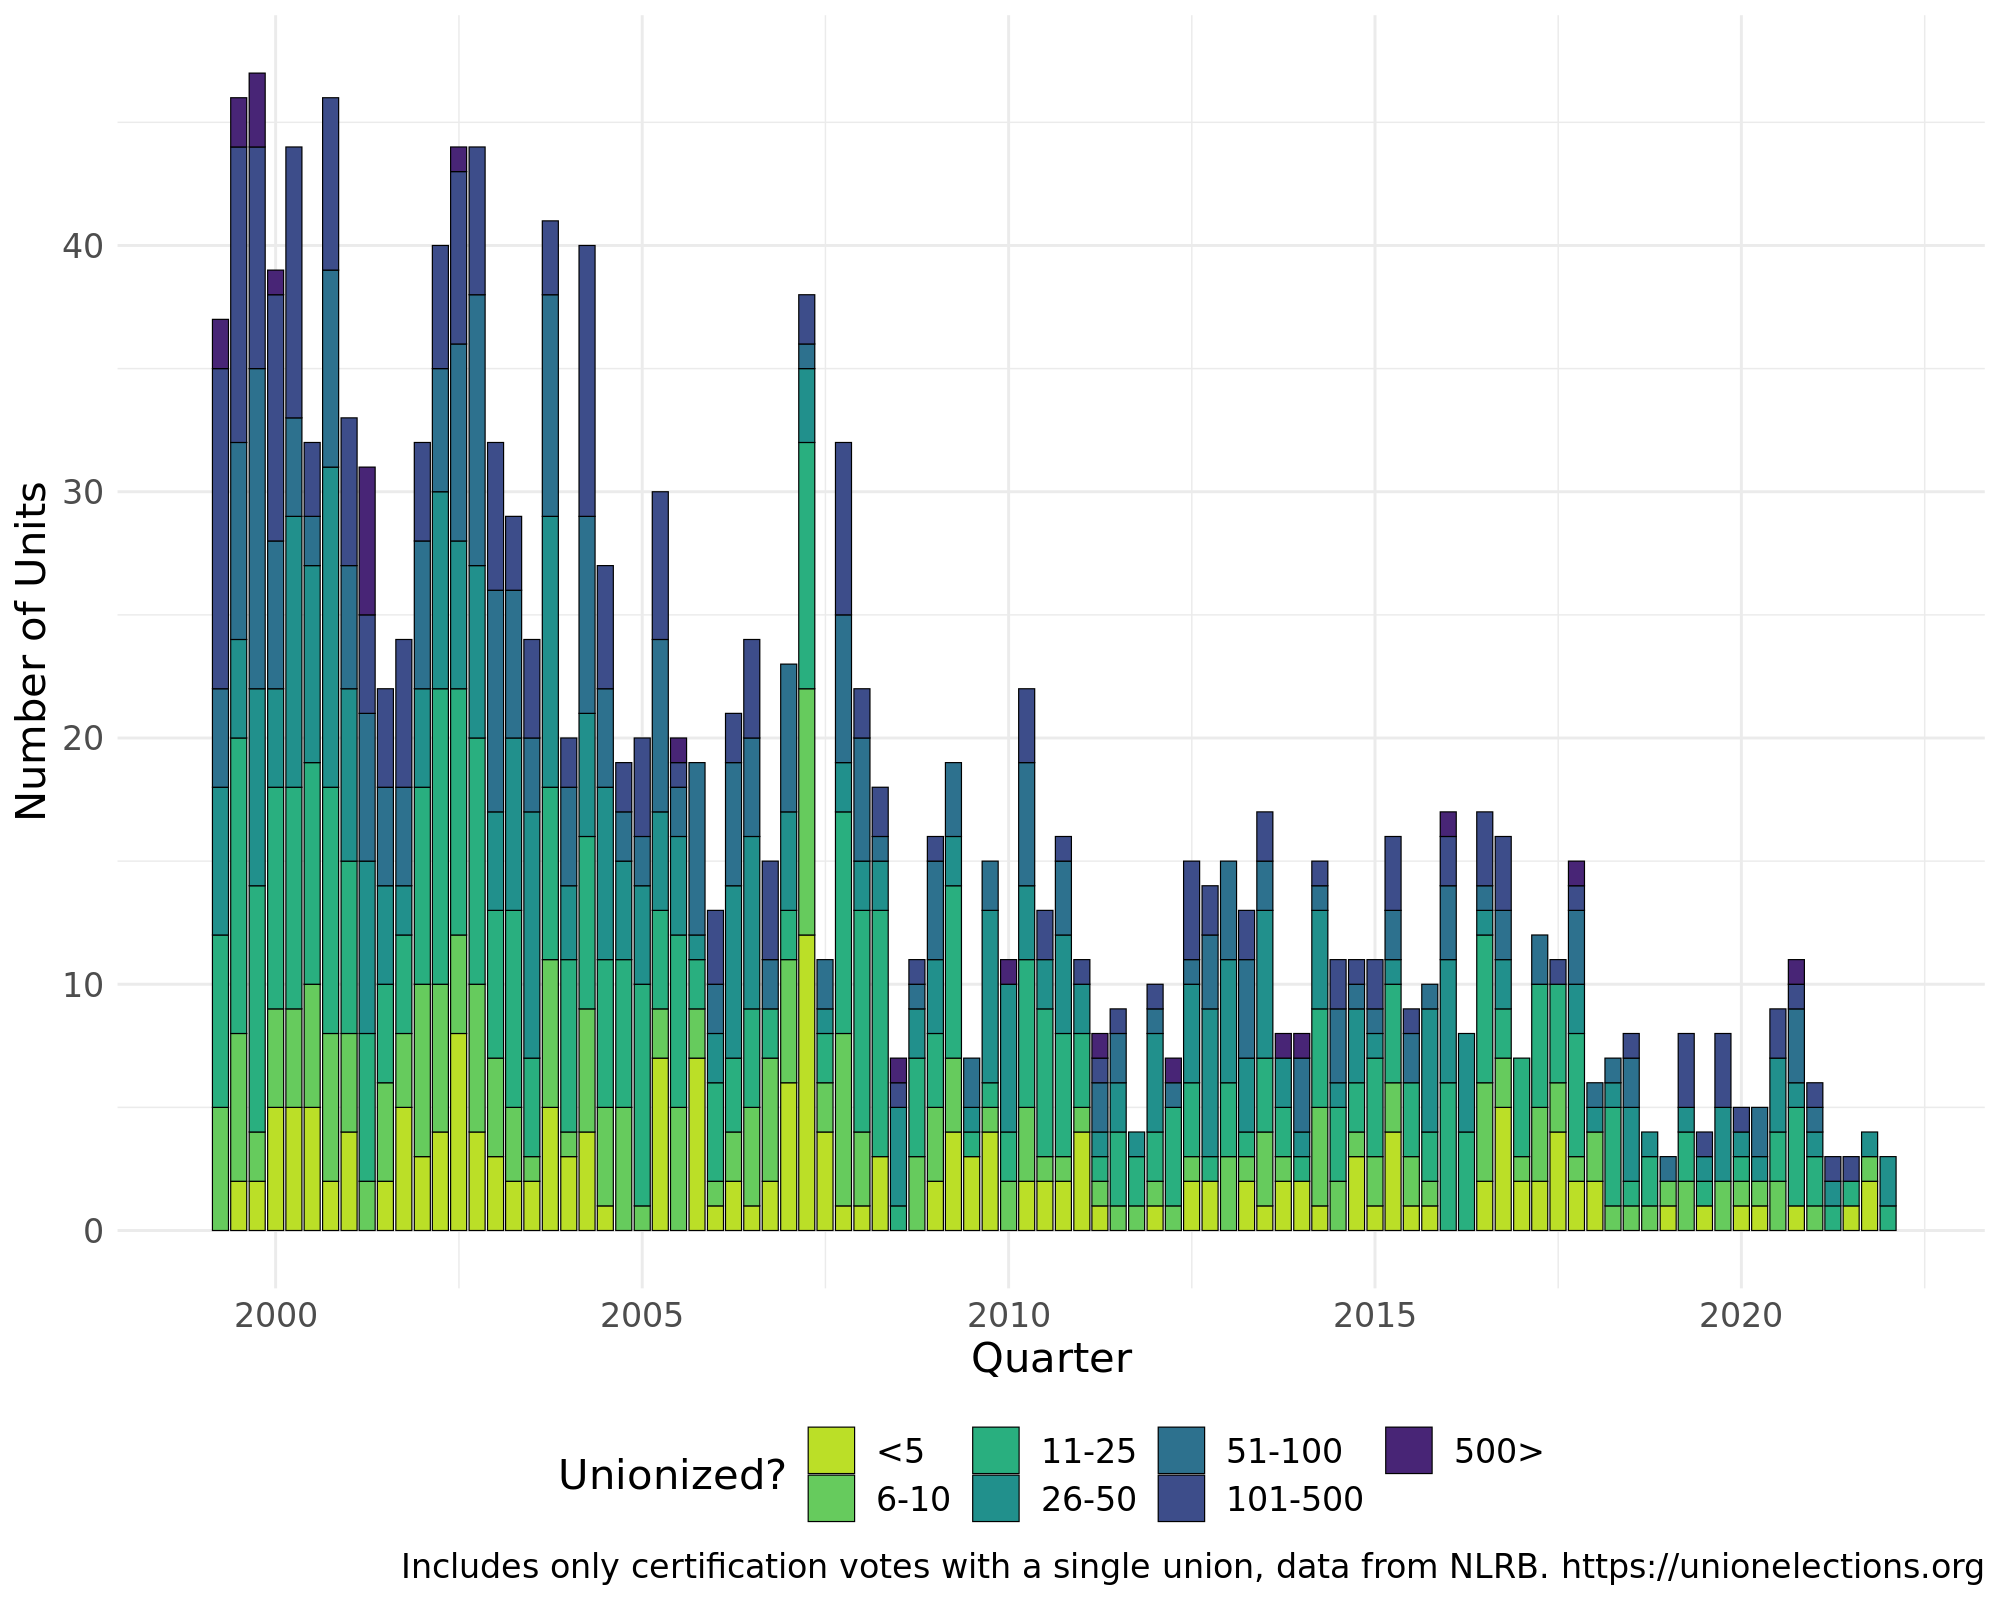 40
30
20
10
0
Number of Units
2000 2005 2010 2015 2020
Quarter
Unionized?
<5 11-25 51-100 500>
6-10 26-50 101-500
Includes only certification votes with a single union, data from NLRB. https://unionelections.org